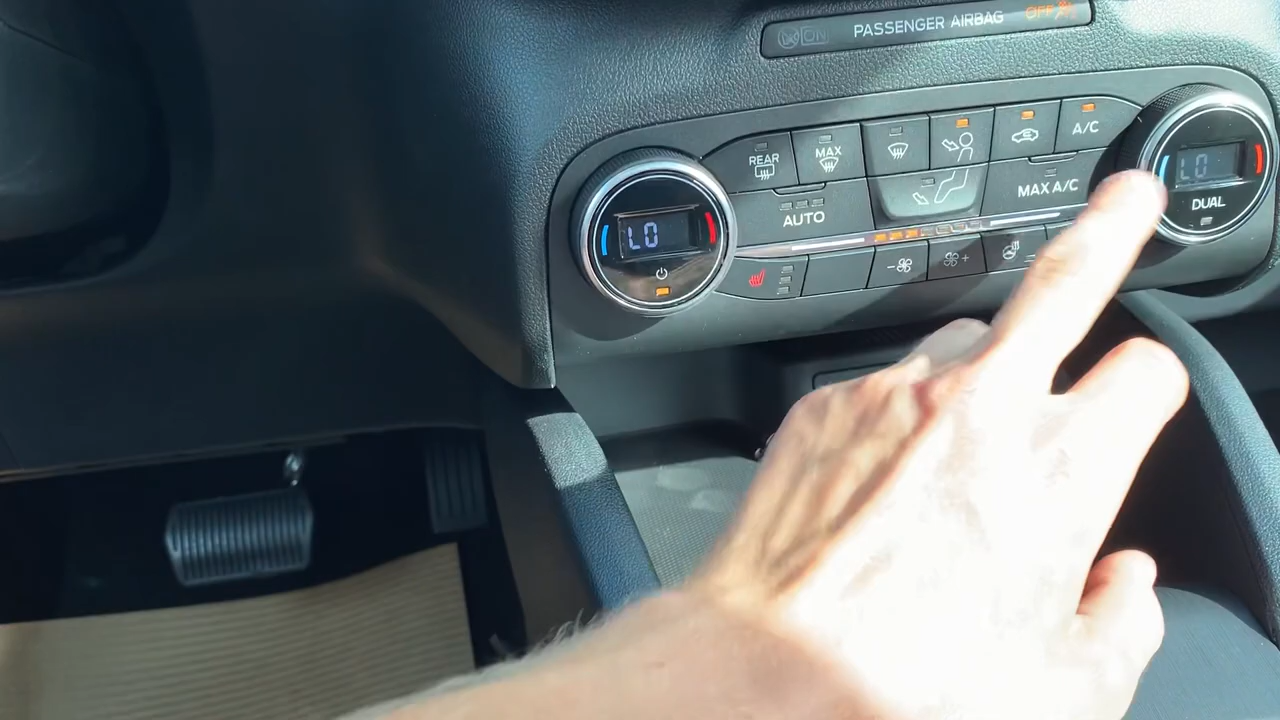 PASSENGER AIRBAG OFF
ON
REAR
MAX
A/C
AUTO
MAX A/C
LO
LO
DUAL